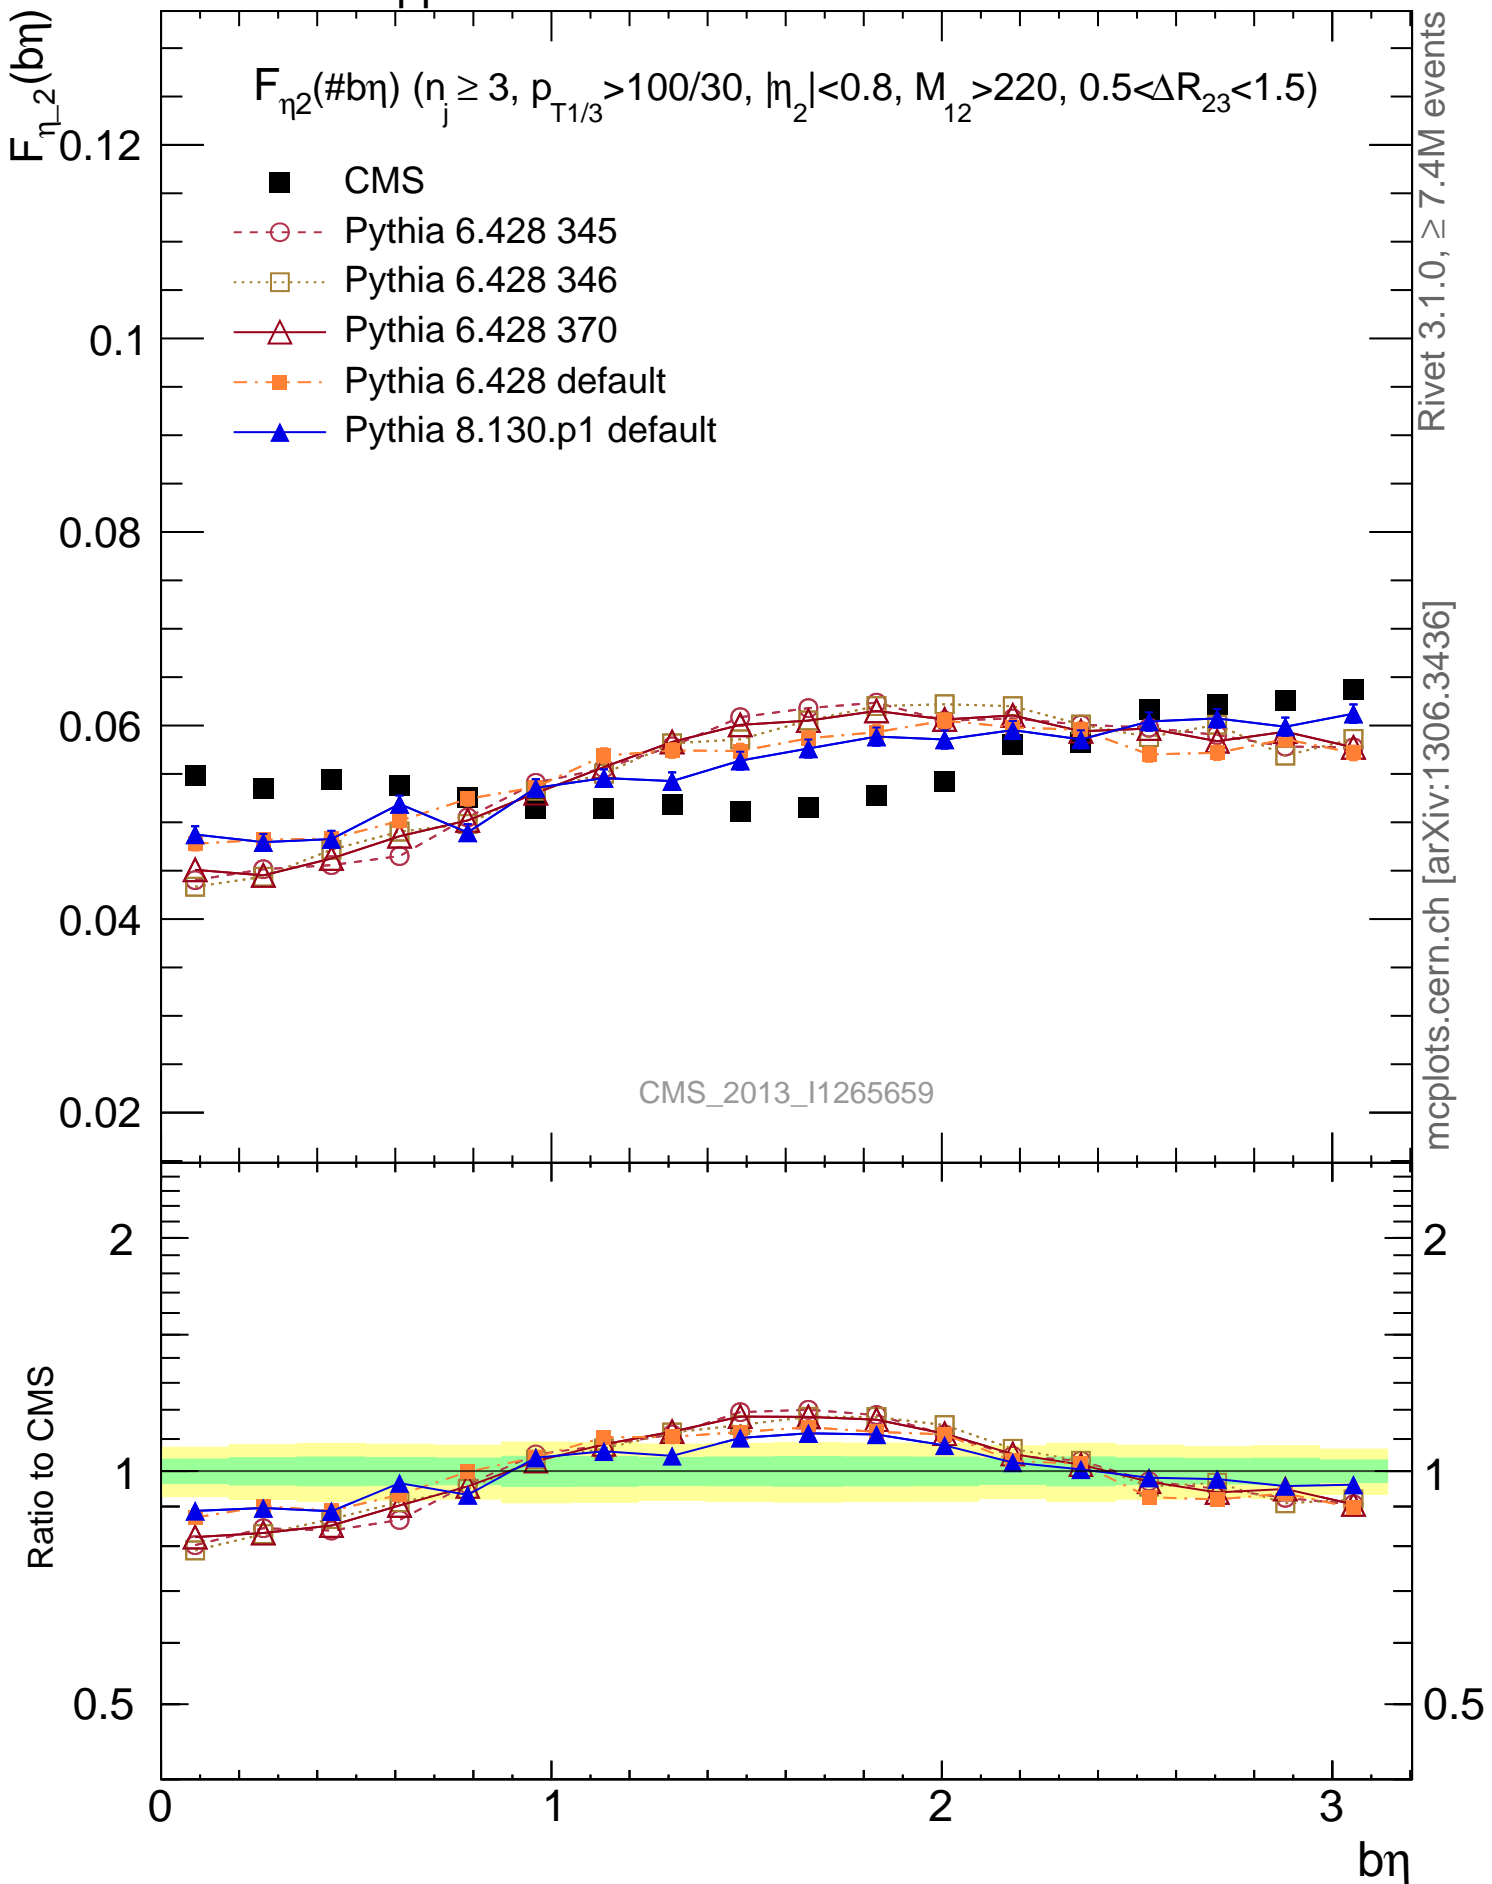 F_η_2(bη)
F_η2(#bη) (n_j ≥ 3, p_T1/3>100/30, |η_2|<0.8, M_12>220, 0.5<ΔR_23<1.5)
CMS
Pythia 6.428 345
Pythia 6.428 346
Pythia 6.428 370
Pythia 6.428 default
Pythia 8.130.p1 default
0.12
0.1
0.08
0.06
0.04
0.02
CMS_2013_I1265659
Rivet 3.1.0, ≥ 7.4M events
mcplots.cern.ch [arXiv:1306.3436]
Ratio to CMS
2
1
0.5
2
1
0.5
0 1 2 3
bη